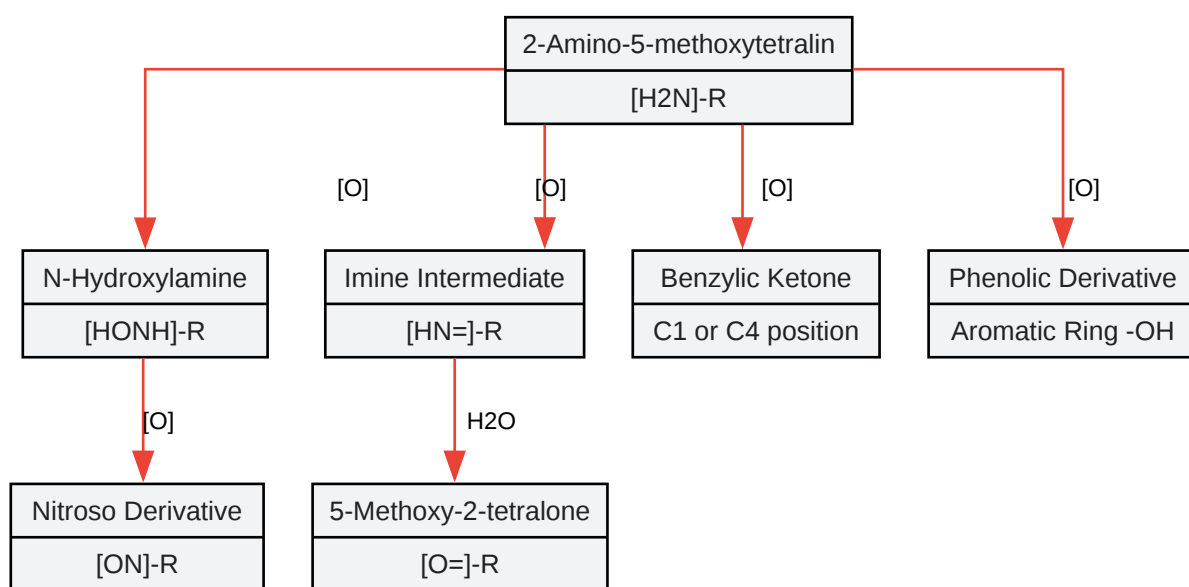 2-Amino-5-methoxytetralin
[H2N]-R
[O]
[O]
[O]
[O]
N-Hydroxylamine
[HONH]-R
Imine Intermediate
[HN=]-R
Benzylic Ketone
C1 or C4 position
Phenolic Derivative
Aromatic Ring -OH
[O]
H2O
Nitroso Derivative
[ON]-R
5-Methoxy-2-tetralone
[O=]-R